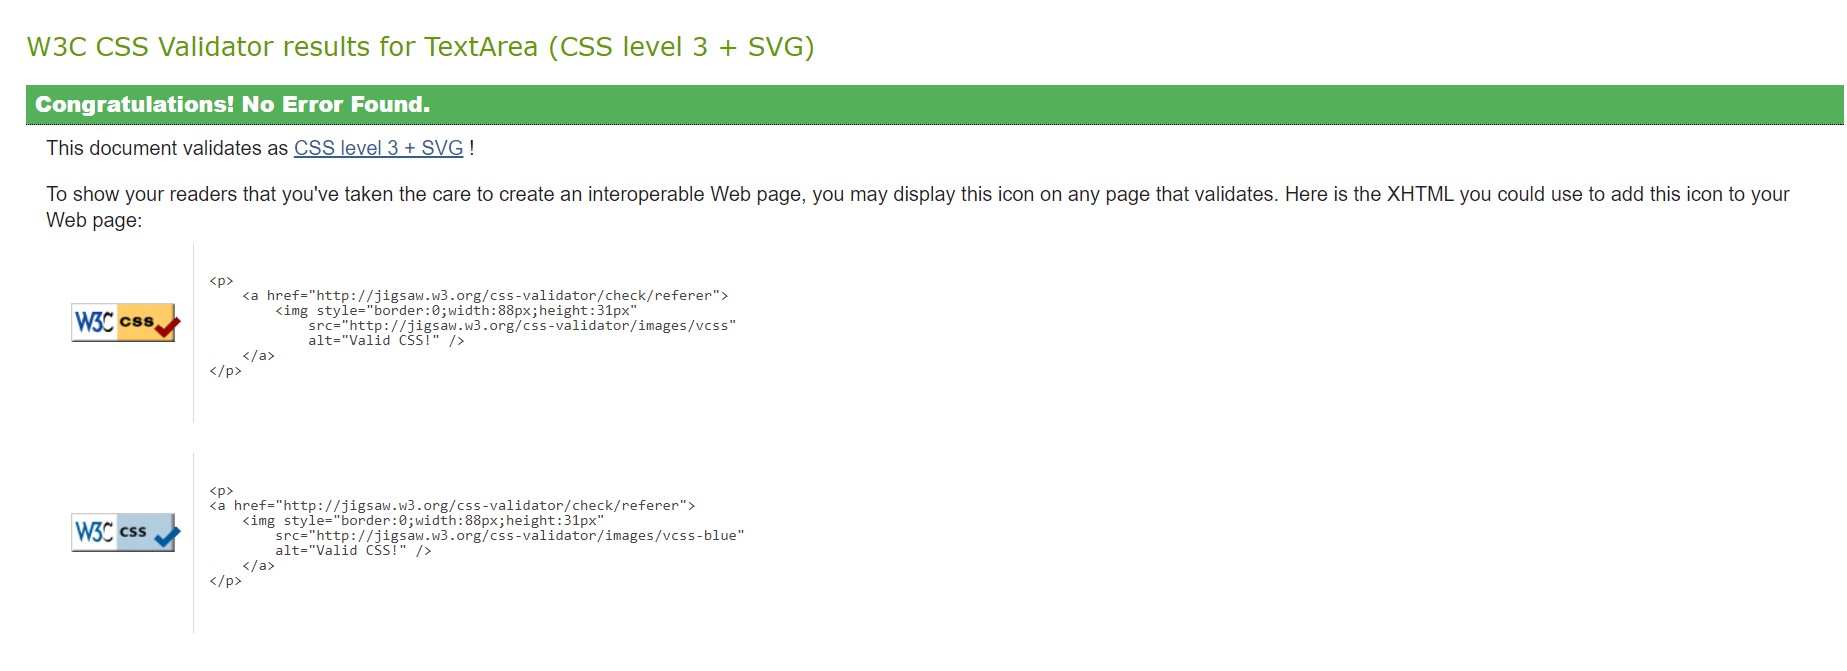 W3C CSS Validator results for TextArea (CSS level 3 + SVG)
Congratulations! No Error Found.
This document validates as CSS level 3 + SVG !
To show your readers that you've taken the care to create an interoperable Web page, you may display this icon on any page that validates. Here is the XHTML you could use to add this icon to your
Web page:
W3C css
<p>
    <a href="http://jigsaw.w3.org/css-validator/check/referer">
        <img style="border:0;width:88px;height:31px"
            src="http://jigsaw.w3.org/css-validator/images/vcss"
            alt="Valid CSS!" />
    </a>
</p>
W3C css
<p>
<a href="http://jigsaw.w3.org/css-validator/check/referer">
    <img style="border:0;width:88px;height:31px"
        src="http://jigsaw.w3.org/css-validator/images/vcss-blue"
        alt="Valid CSS!" />
    </a>
</p>